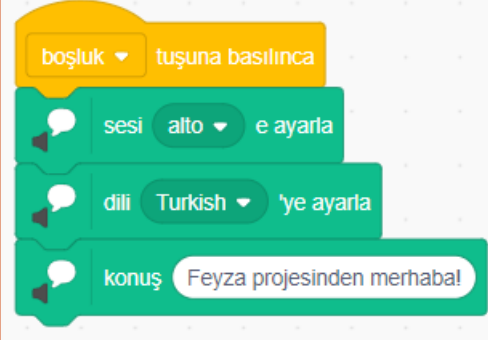 boşluk tuşuna basılınca
sesi alto e ayarla
dili Turkish 'ye ayarla
konuş Feyza projesinden merhaba!